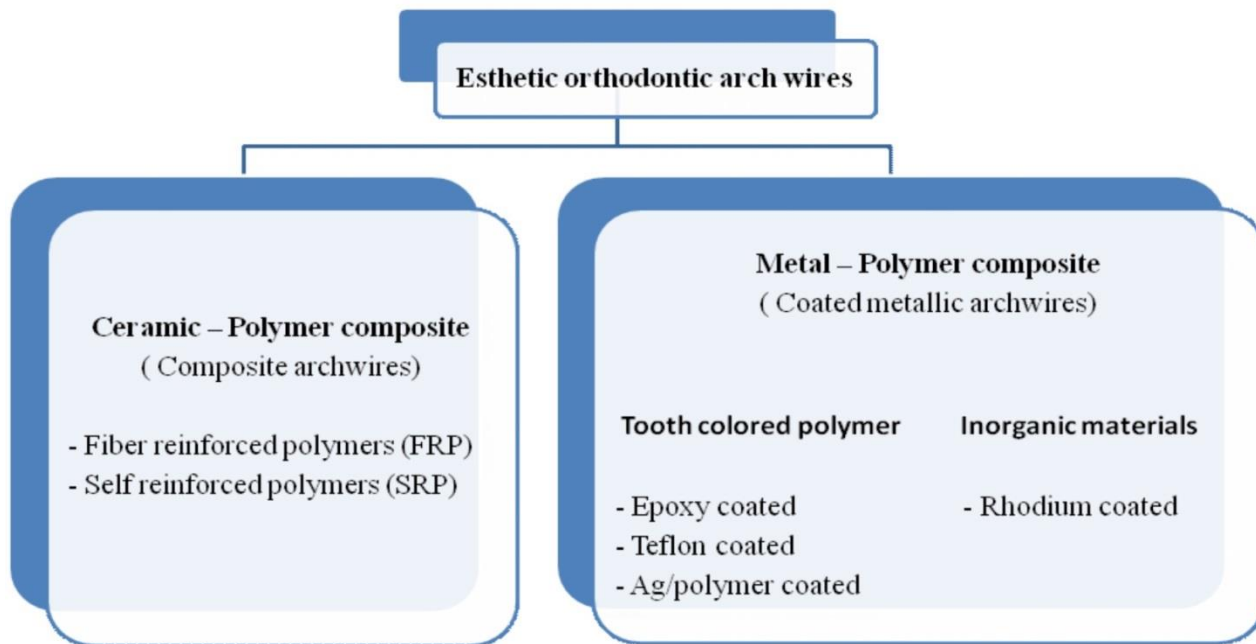 Esthetic orthodontic arch wires
Ceramic – Polymer composite
( Composite archwires)
- Fiber reinforced polymers (FRP)
- Self reinforced polymers (SRP)
Metal – Polymer composite
( Coated metallic archwires)
Tooth colored polymer
- Epoxy coated
- Teflon coated
- Ag/polymer coated
Inorganic materials
- Rhodium coated